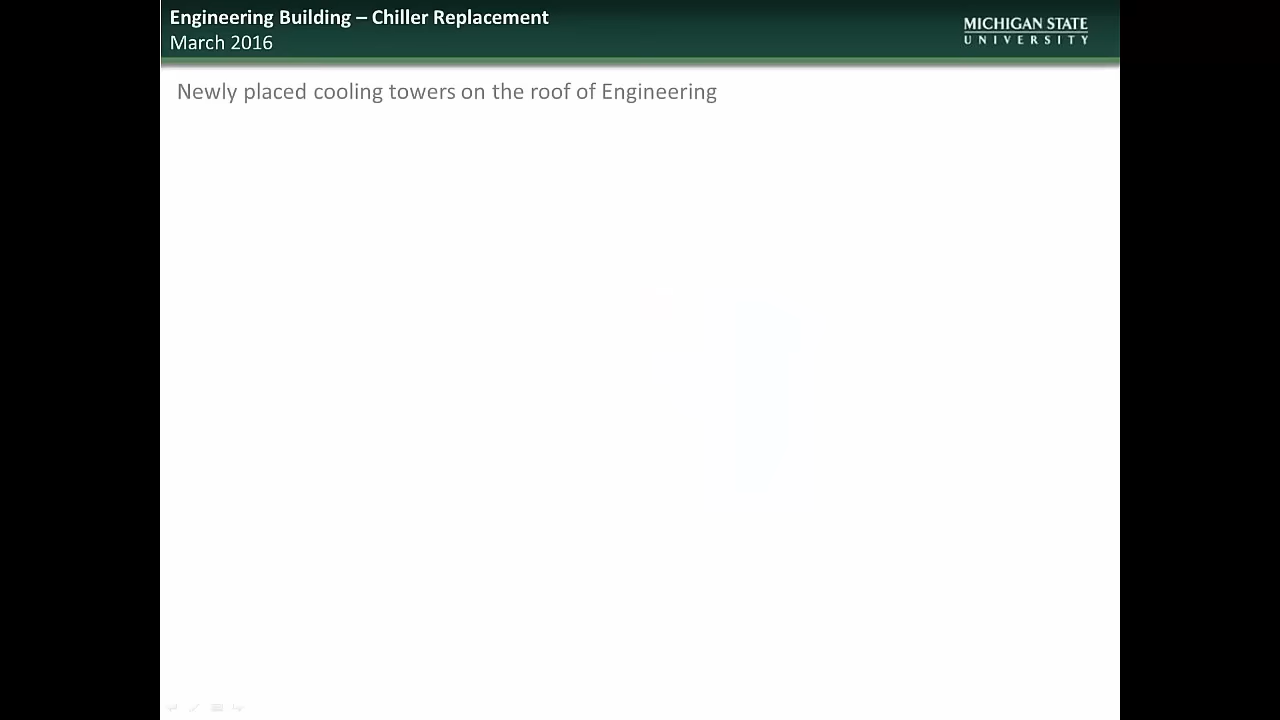 Engineering Building – Chiller Replacement
March 2016
MICHIGAN STATE
UNIVERSITY
Newly placed cooling towers on the roof of Engineering